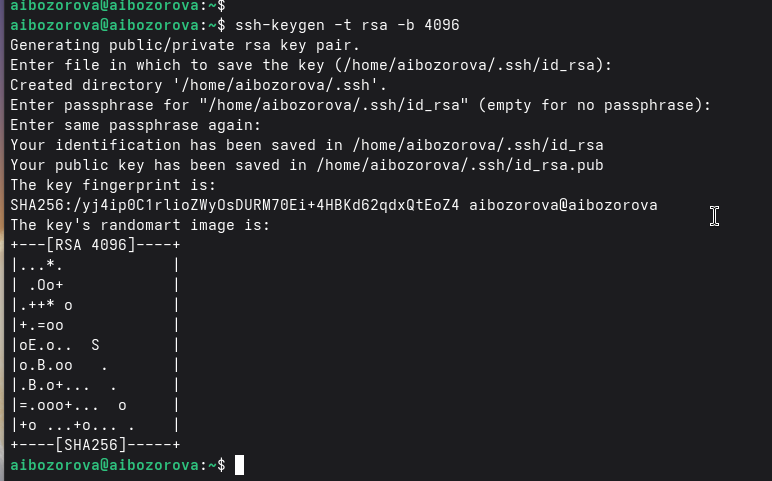 aibozorova@aibozorova:~$
aibozorova@aibozorova:~$ ssh-keygen -t rsa -b 4096
Generating public/private rsa key pair.
Enter file in which to save the key (/home/aibozorova/.ssh/id_rsa):
Created directory '/home/aibozorova/.ssh'.
Enter passphrase for "/home/aibozorova/.ssh/id_rsa" (empty for no passphrase):
Enter same passphrase again:
Your identification has been saved in /home/aibozorova/.ssh/id_rsa
Your public key has been saved in /home/aibozorova/.ssh/id_rsa.pub
The key fingerprint is:
SHA256:/yj4ip0C1rlioZWyOsDURM70Ei+4HBKd62qdxQtEoZ4 aibozorova@aibozorova
The key's randomart image is:
+---[RSA 4096]----+
|...*.            |
| .Oo+            |
|.++* o           |
|+.=oo            |
|oE.o..  S        |
|o.B.oo   .       |
|.B.o+...  .      |
|=.ooo+...  o     |
|+o ...+o... .    |
+----[SHA256]-----+
aibozorova@aibozorova:~$